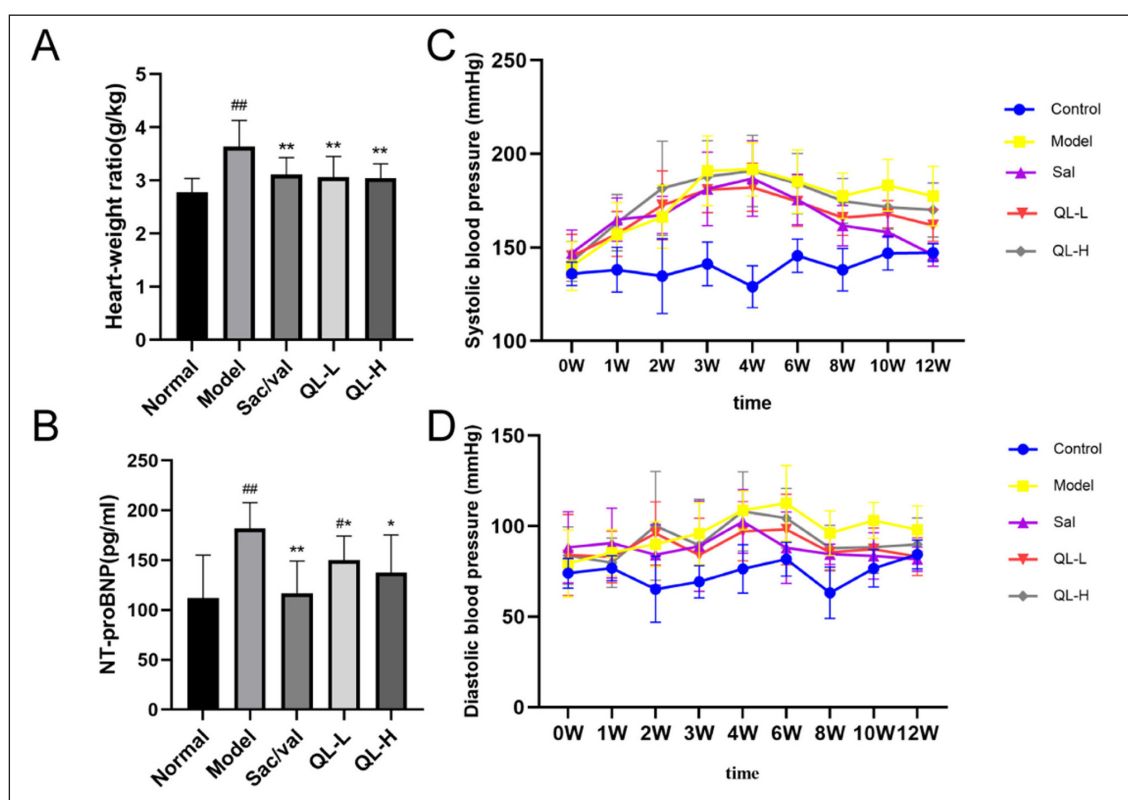 A
Heart-weight ratio(g/kg)
5
4
3
2
1
0
##
**
**
**
Normal
Model
Sac/val
QL-L
QL-H
B
NT-proBNP(pg/ml)
250
200
150
100
50
0
##
**
#*
*
Normal
Model
Sac/val
QL-L
QL-H
C
Systolic blood pressure (mmHg)
250
200
150
100
0W 1W 2W 3W 4W 6W 8W 10W 12W
time
Control
Model
Sal
QL-L
QL-H
D
Diastolic blood pressure (mmHg)
150
100
50
0
0W 1W 2W 3W 4W 6W 8W 10W 12W
time
Control
Model
Sal
QL-L
QL-H